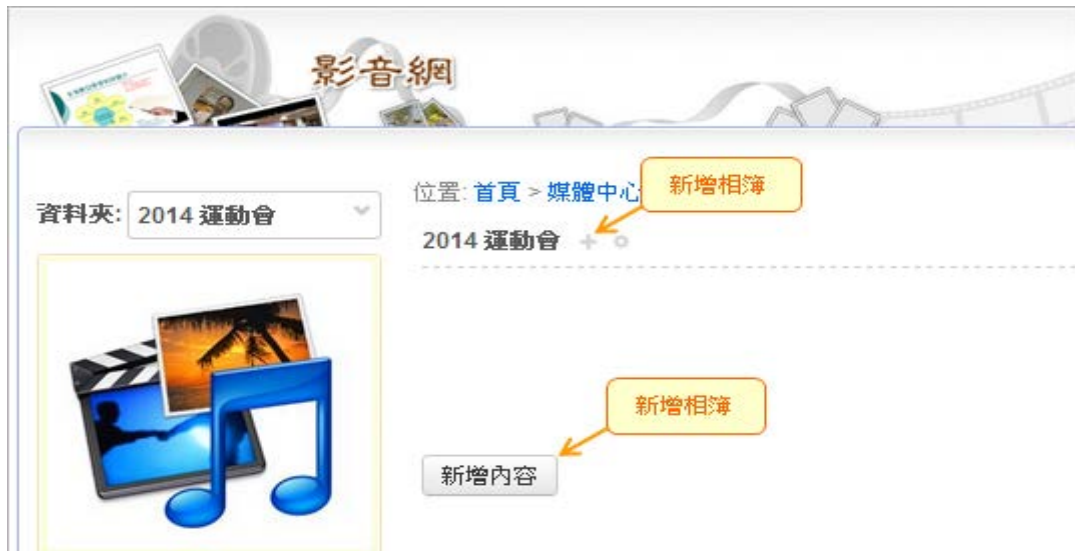 影音網
位置: 首頁 > 媒體中心
新增相簿
資料夾: 2014 運動會
2014 運動會
新增相簿
新增內容